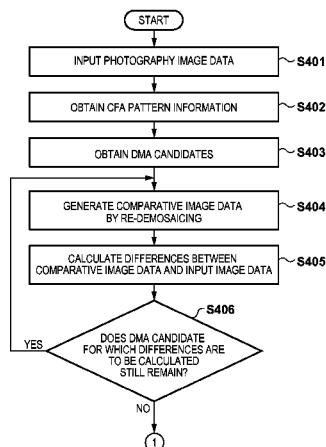 START
INPUT PHOTOGRAPHY IMAGE DATA
S401
OBTAIN CFA PATTERN INFORMATION
S402
OBTAIN DMA CANDIDATES
S403
GENERATE COMPARATIVE IMAGE DATA
BY RE-DEMOSAICING
S404
CALCULATE DIFFERENCES BETWEEN
COMPARATIVE IMAGE DATA AND INPUT IMAGE DATA
S405
S406
DOES DMA CANDIDATE
FOR WHICH DIFFERENCES ARE
TO BE CALCULATED
STILL REMAIN?
YES
NO
1